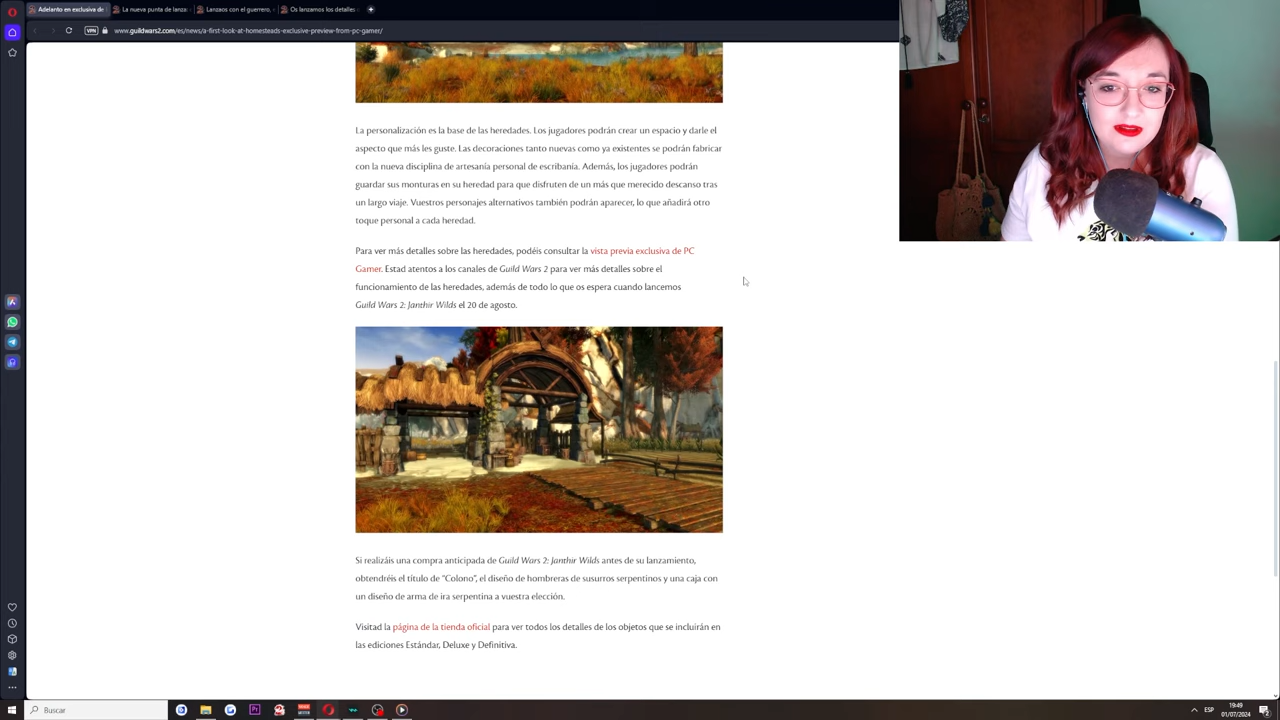 Adelanto en exclusiva de
La nueva punta de lanza:
Lanzaos con el guerrero,
Os lanzamos los detalles
VPN
www.guildwars2.com/es/news/a-first-look-at-homesteads-exclusive-preview-from-pc-gamer/
La personalización es la base de las heredades. Los jugadores podrán crear un espacio y darle el
aspecto que más les guste. Las decoraciones tanto nuevas como ya existentes se podrán fabricar
con la nueva disciplina de artesanía personal de escribanía. Además, los jugadores podrán
guardar sus monturas en su heredad para que disfruten de un más que merecido descanso tras
un largo viaje. Vuestros personajes alternativos también podrán aparecer, lo que añadirá otro
toque personal a cada heredad.
Para ver más detalles sobre las heredades, podéis consultar la vista previa exclusiva de PC
Gamer. Estad atentos a los canales de Guild Wars 2 para ver más detalles sobre el
funcionamiento de las heredades, además de todo lo que os espera cuando lancemos
Guild Wars 2: Janthir Wilds el 20 de agosto.
Si realizáis una compra anticipada de Guild Wars 2: Janthir Wilds antes de su lanzamiento,
obtendréis el título de "Colono", el diseño de hombreras de susurros serpentinos y una caja con
un diseño de arma de ira serpentina a vuestra elección.
Visitad la página de la tienda oficial para ver todos los detalles de los objetos que se incluirán en
las ediciones Estándar, Deluxe y Definitiva.
Buscar
Pr
ESP
19:49
01/07/2024